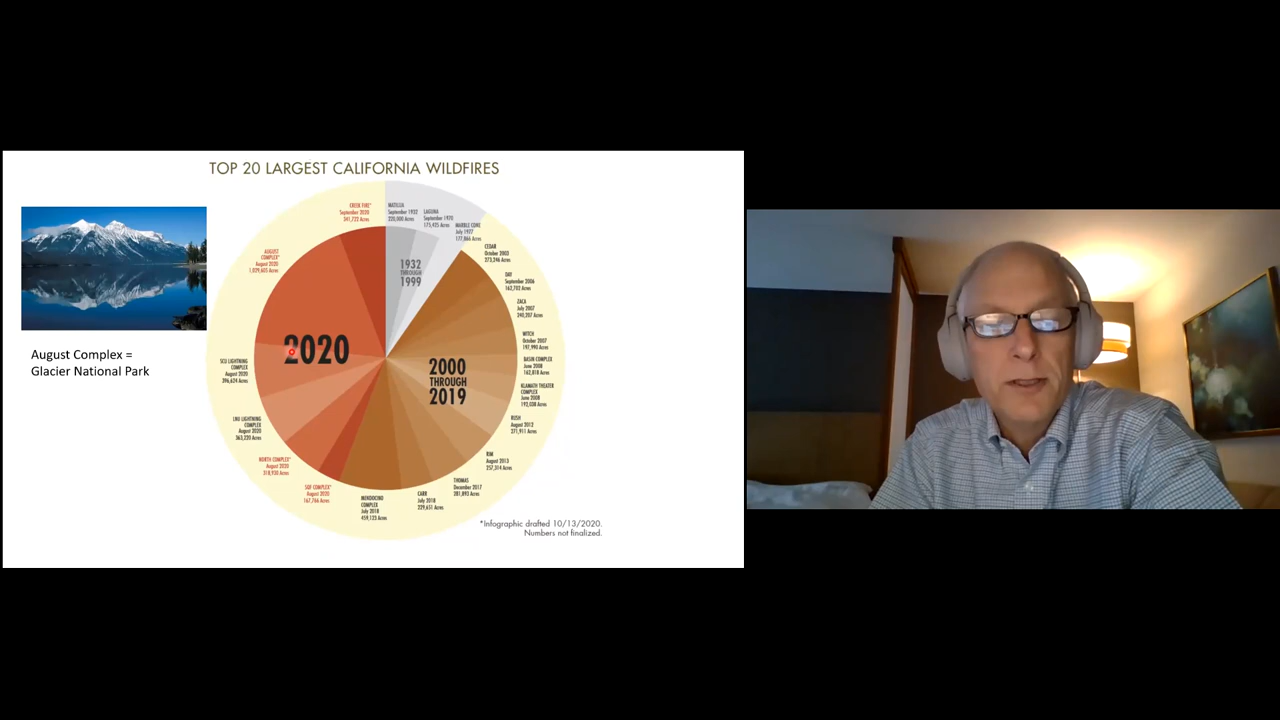 TOP 20 LARGEST CALIFORNIA WILDFIRES
August Complex =
Glacier National Park
CREEK FIRE*
September 2020
341,722 Acres
MATILIJA
September 1932
220,000 Acres
LAGUNA
September 1970
175,425 Acres
MARBLE CONE
July 1977
177,866 Acres
CEDAR
October 2003
273,246 Acres
DAY
September 2006
162,702 Acres
ZACA
July 2007
240,207 Acres
WITCH
October 2007
197,990 Acres
BASIN COMPLEX
June 2008
162,818 Acres
KLAMATH THEATER
COMPLEX
June 2008
192,038 Acres
RUSH
August 2012
271,911 Acres
RIM
August 2013
257,314 Acres
THOMAS
December 2017
281,893 Acres
CARR
July 2018
229,651 Acres
MENDOCINO
COMPLEX
July 2018
459,123 Acres
SQF COMPLEX*
August 2020
167,766 Acres
NORTH COMPLEX*
August 2020
318,930 Acres
LNU LIGHTNING
COMPLEX
August 2020
363,220 Acres
SCU LIGHTNING
COMPLEX
August 2020
396,624 Acres
AUGUST
COMPLEX*
August 2020
1,029,605 Acres
1932
THROUGH
1999
2020
2000
THROUGH
2019
*Infographic drafted 10/13/2020.
Numbers not finalized.